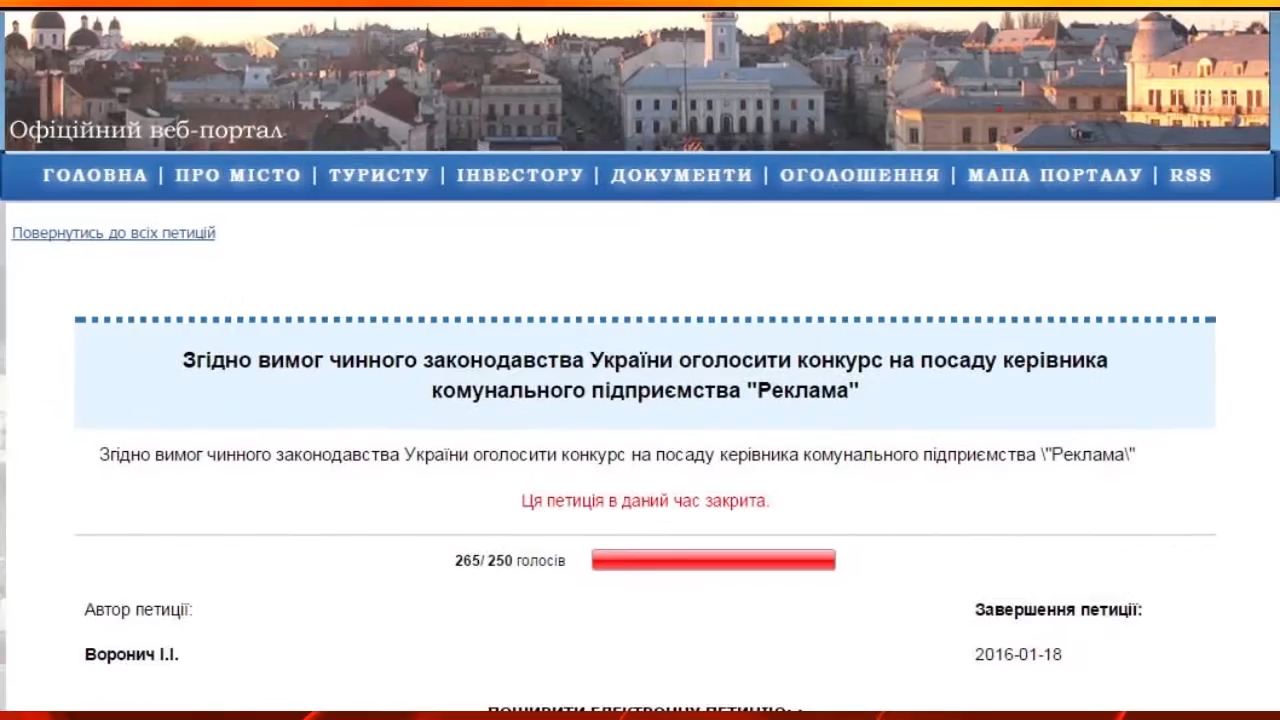 Офіційний веб-портал
ГОЛОВНА | ПРО МІСТО | ТУРИСТУ | ІНВЕСТОРУ | ДОКУМЕНТИ | ОГОЛОШЕННЯ | МАПА ПОРТАЛУ | RSS
Повернутись до всіх петицій
Згідно вимог чинного законодавства України оголосити конкурс на посаду керівника
комунального підприємства "Реклама"
Згідно вимог чинного законодавства України оголосити конкурс на посаду керівника комунального підприємства \"Реклама\"
Ця петиція в даний час закрита.
265/ 250 голосів
Автор петиції:
Завершення петиції:
Воронич І.І.
2016-01-18
ПОШИРИТИ ЕЛЕКТРОННУ ПЕТИЦІЮ: